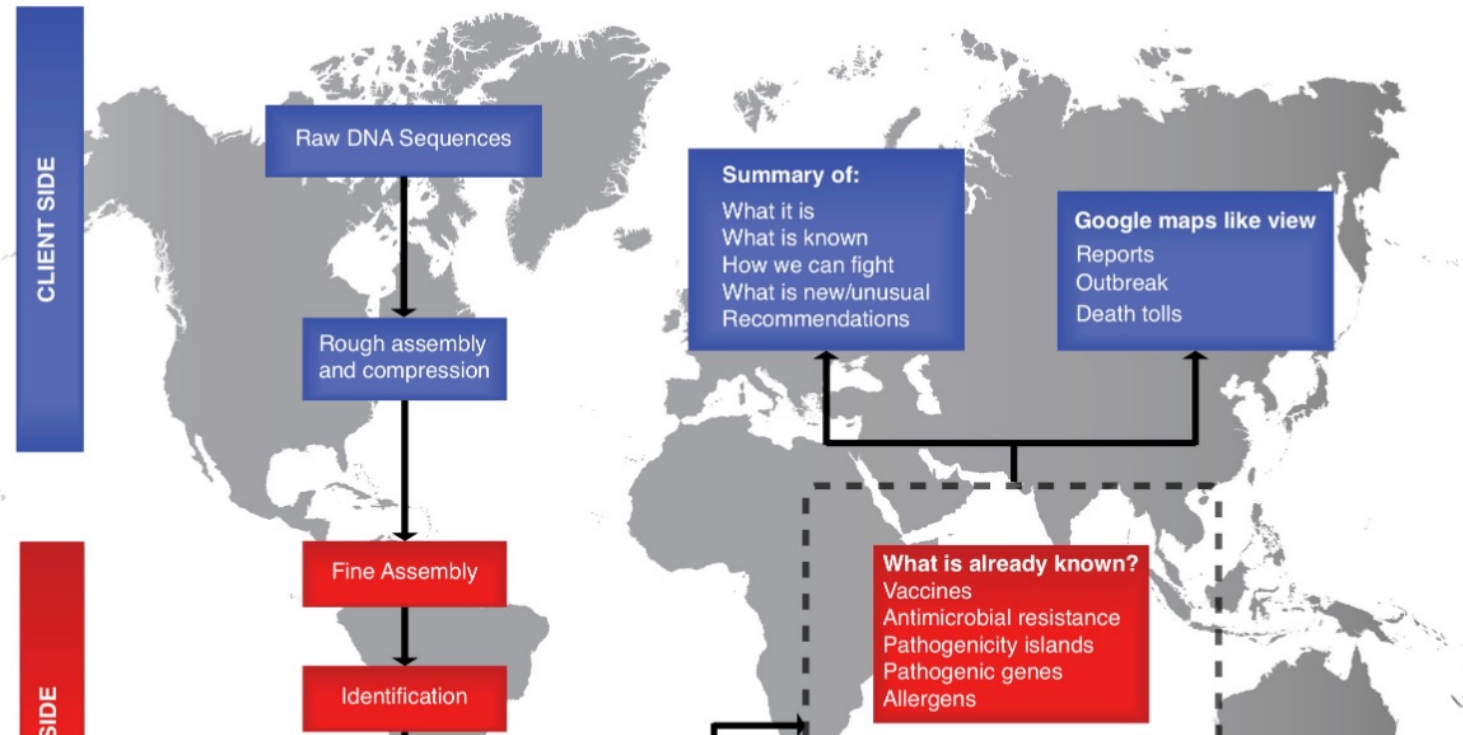 CLIENT SIDE
Raw DNA Sequences
Rough assembly
and compression
Summary of:
What it is
What is known
How we can fight
What is new/unusual
Recommendations
Google maps like view
Reports
Outbreak
Death tolls
SIDE
Fine Assembly
Identification
What is already known?
Vaccines
Antimicrobial resistance
Pathogenicity islands
Pathogenic genes
Allergens